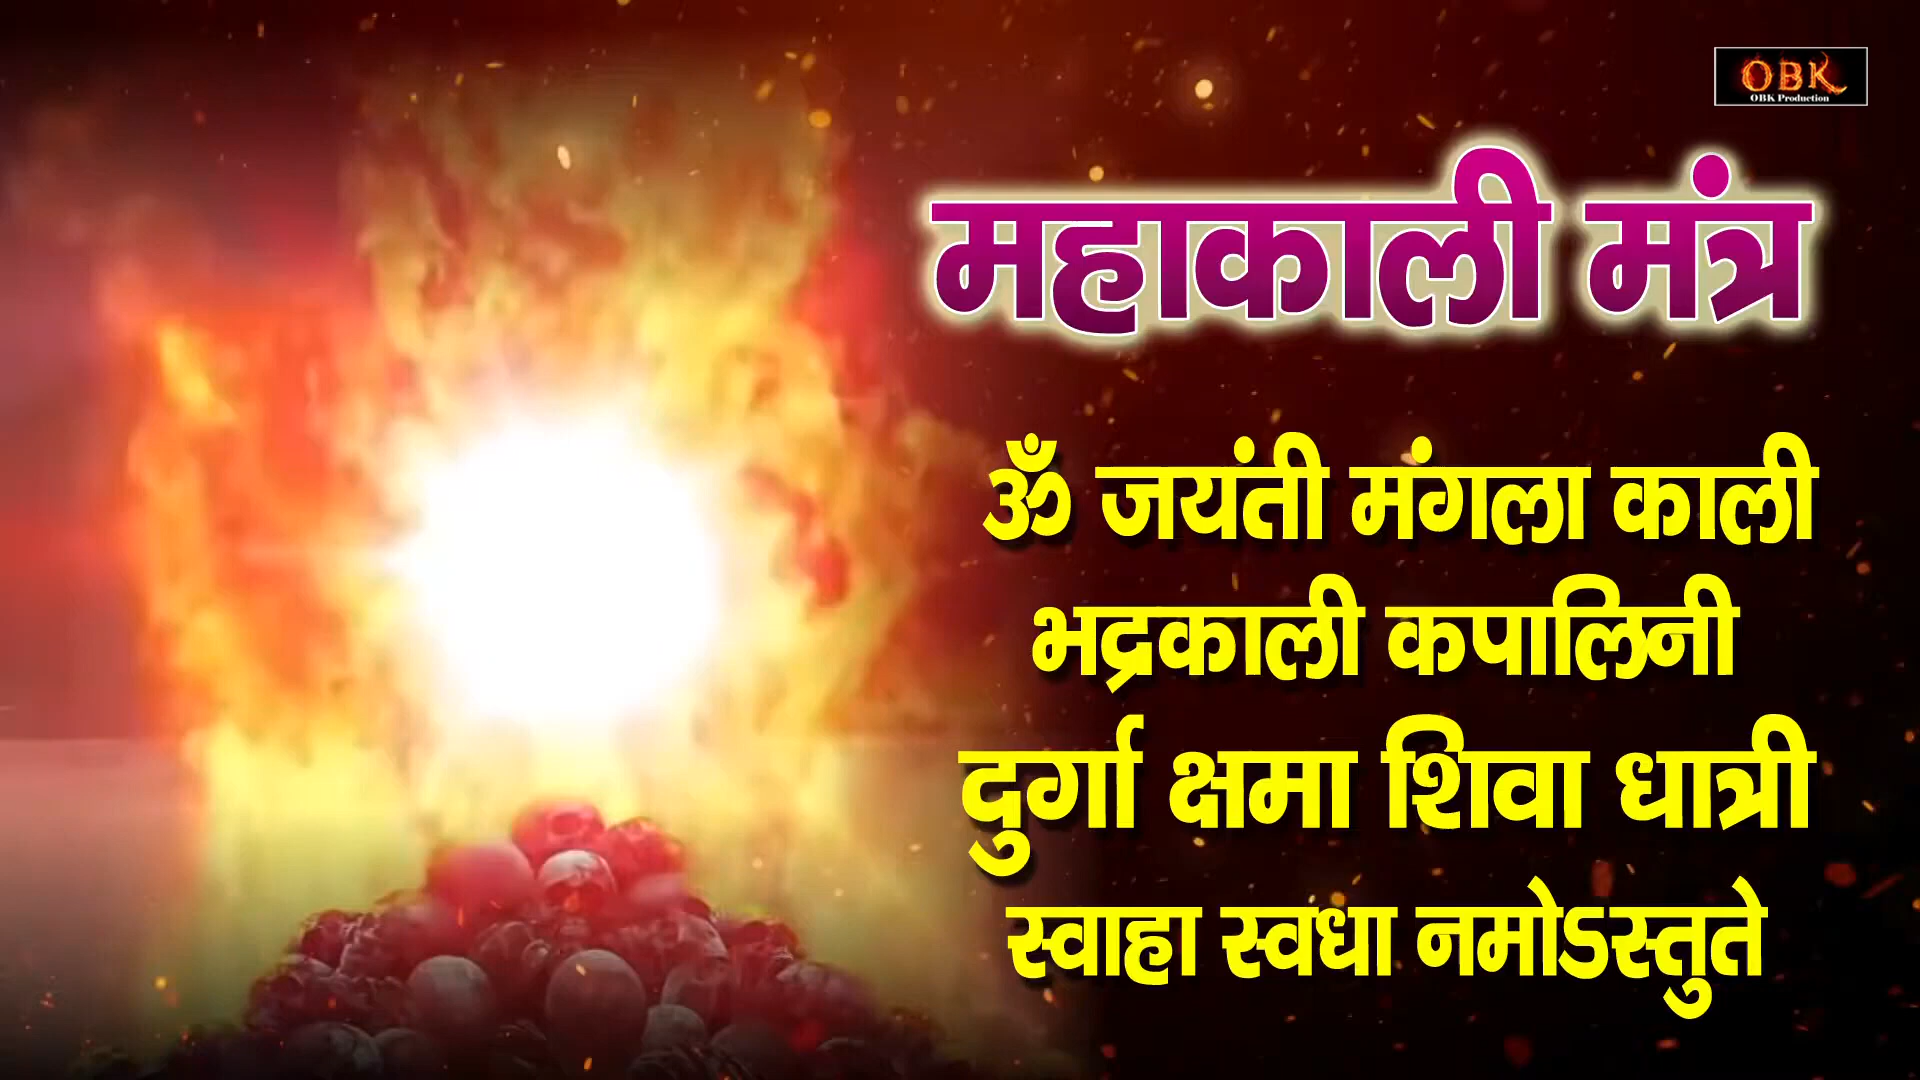 OBK
OBK Production
महाकाली मंत्र
ॐ जयंती मंगला काली
भद्रकाली कपालिनी
दुर्गा क्षमा शिवा धात्री
स्वाहा स्वधा नमोऽस्तुते